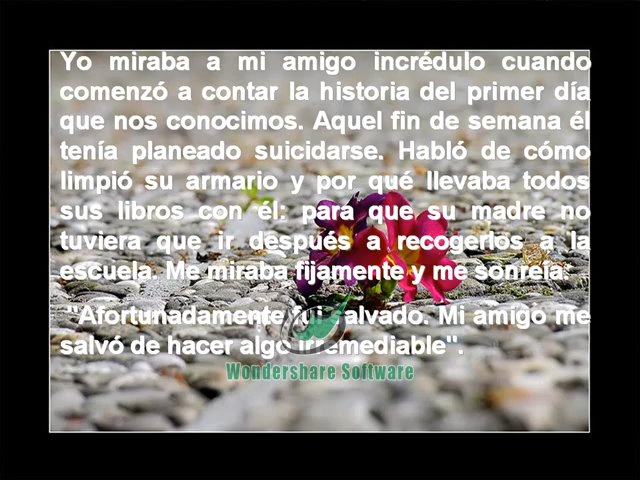 Yo miraba a mi amigo incrédulo cuando
comenzó a contar la historia del primer día
que nos conocimos. Aquel fin de semana él
tenía planeado suicidarse. Habló de cómo
limpió su armario y por qué llevaba todos
sus libros con él: para que su madre no
tuviera que ir después a recogerlos a la
escuela. Me miraba fijamente y me sonreía.
"Afortunadamente fui salvado. Mi amigo me
salvó de hacer algo irremediable".
Wondershare Software